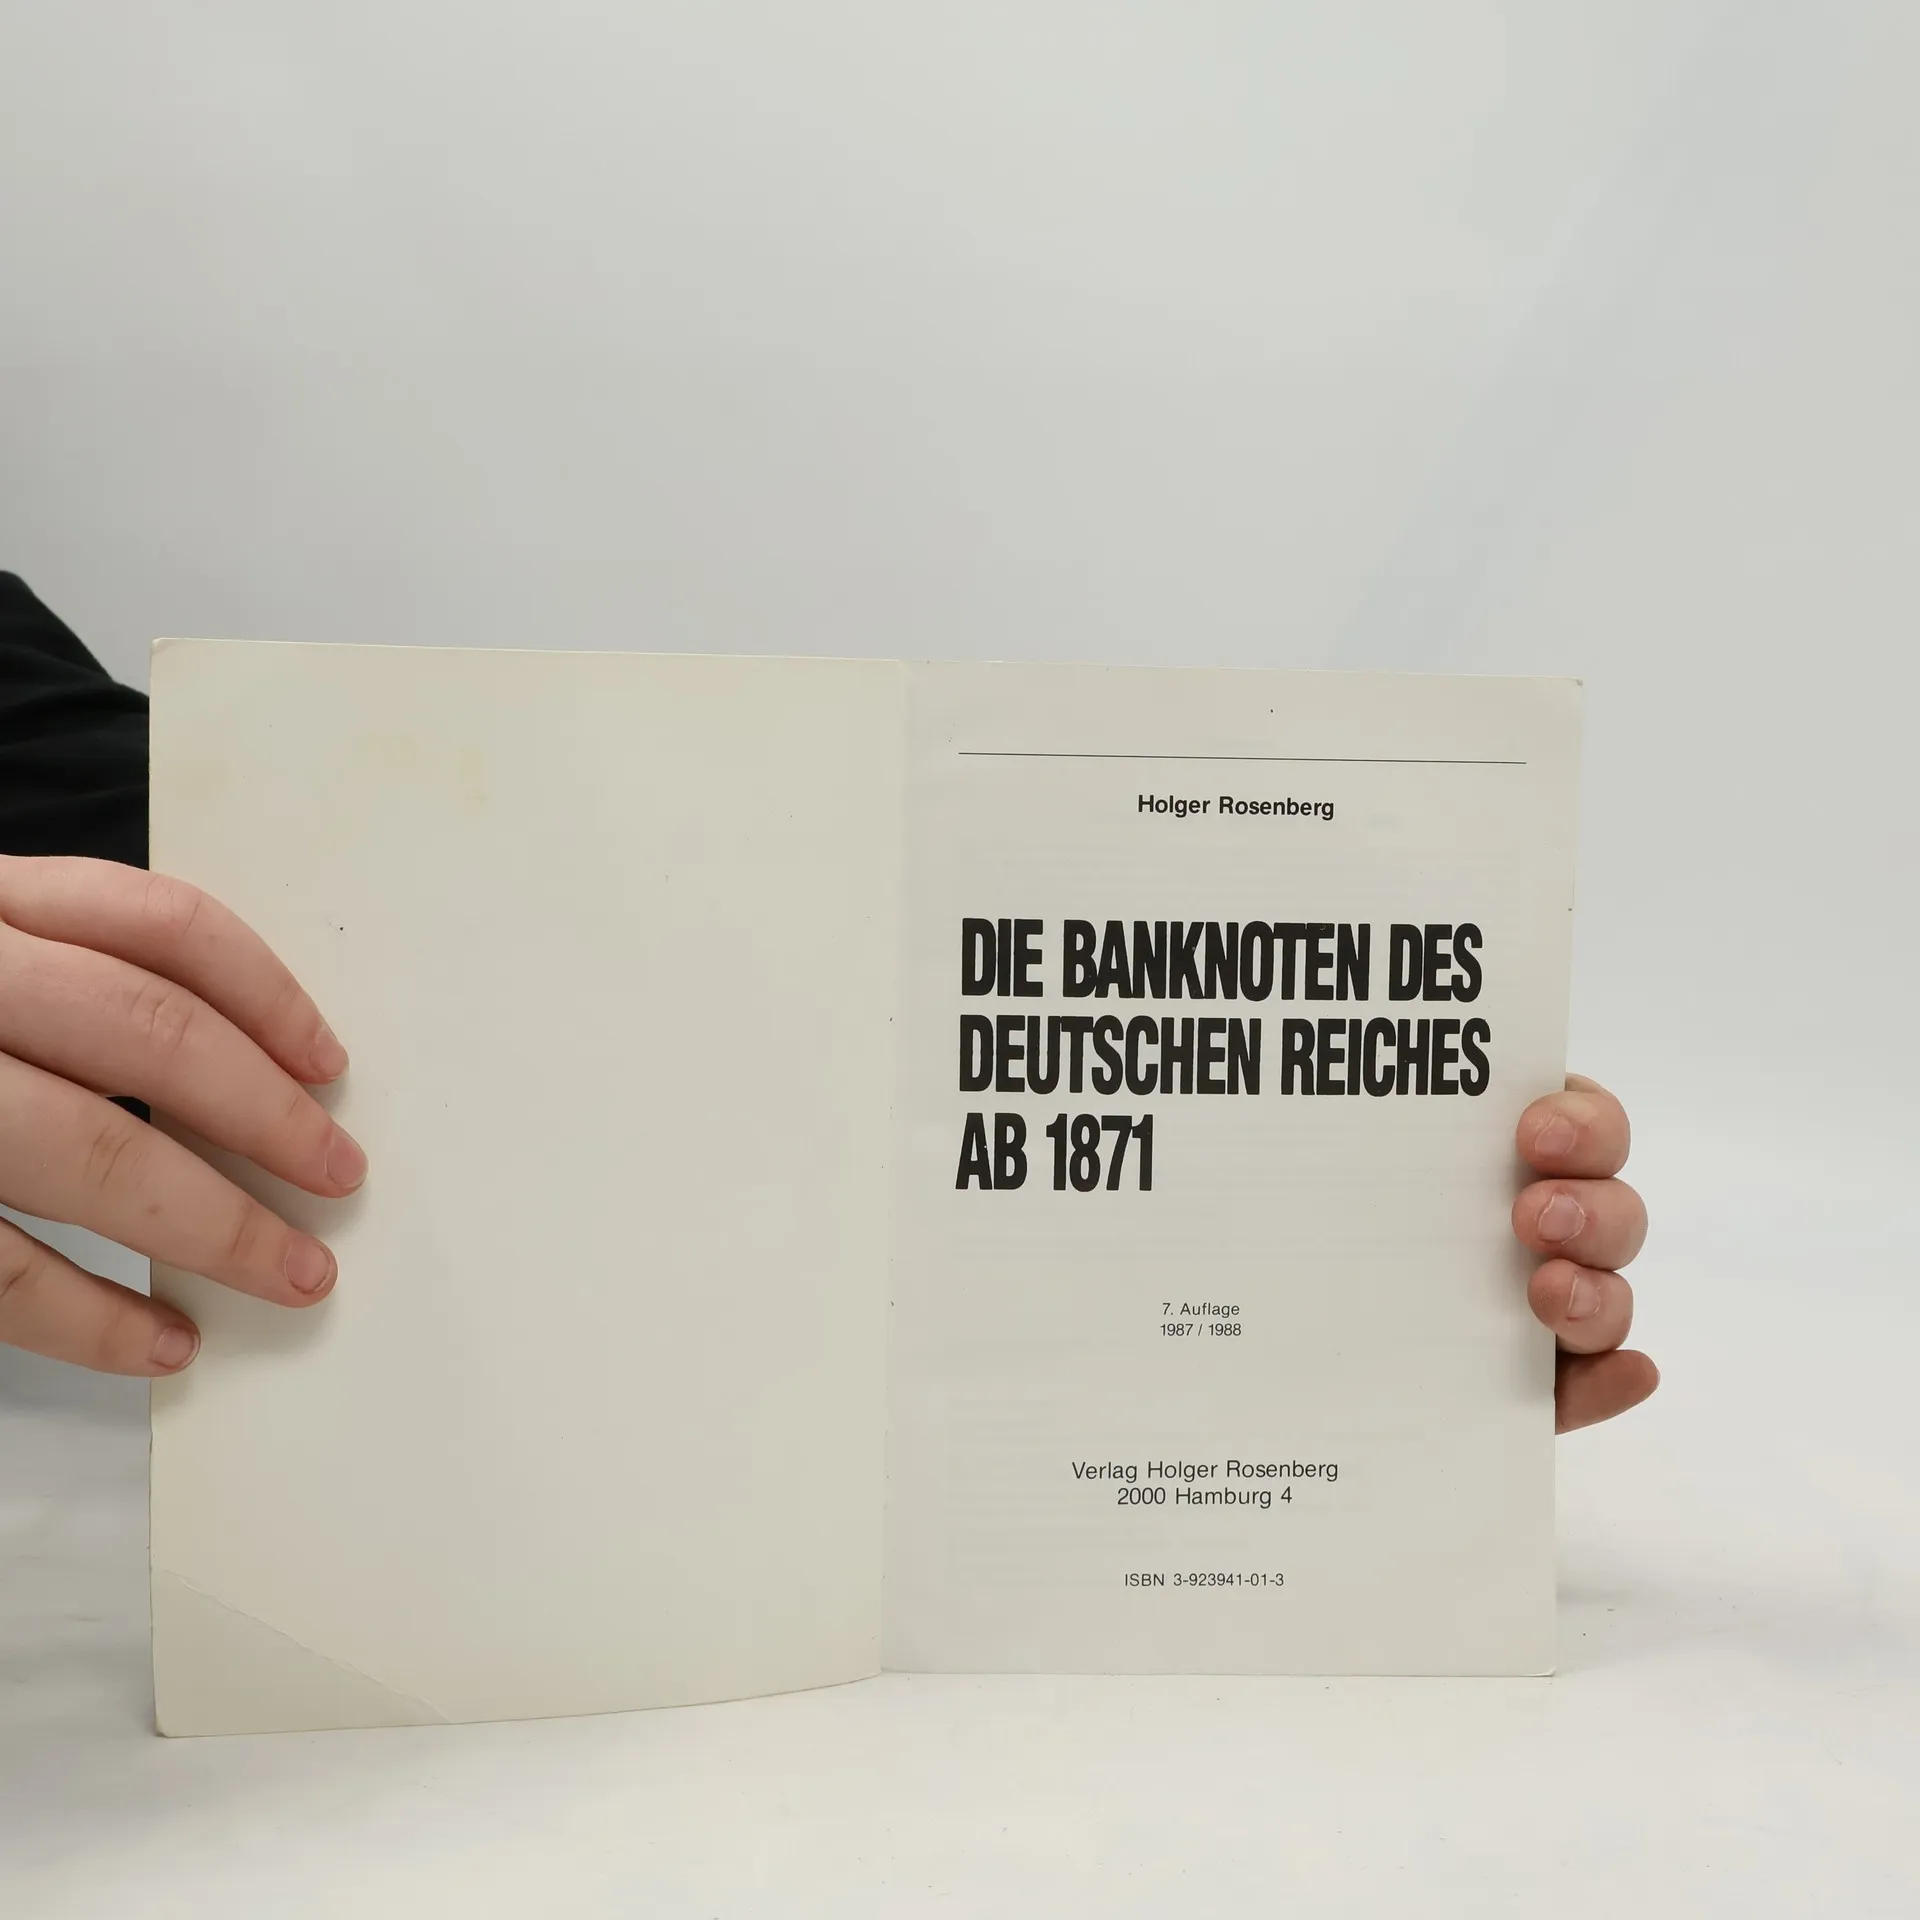 Holger Rosenberg
DIE BANKNOTEN DES
DEUTSCHEN REICHES
AB 1871
7. Auflage
1987 / 1988
Verlag Holger Rosenberg
2000 Hamburg 4
ISBN 3-923941-01-3